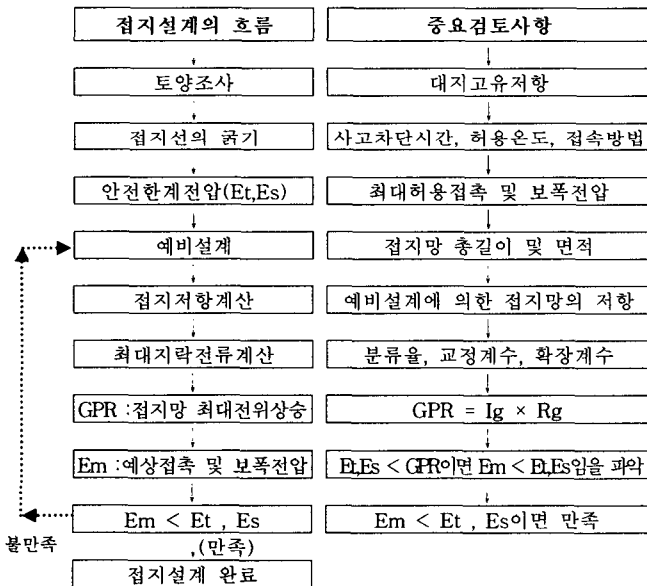 접지설계의 흐름
중요검토사항
토양조사
대지고유저항
접지선의 굵기
사고차단시간, 허용온도, 접속방법
안전한계전압(Et,Es)
최대허용접촉 및 보폭전압
예비설계
접지망 총길이 및 면적
접지저항계산
예비설계에 의한 접지망의 저항
최대지락전류계산
분류율, 교정계수, 확장계수
GPR :접지망 최대전위상승
GPR = Ig × Rg
Em :예상접촉 및 보폭전압
Et,Es < GPR이면 Em < Et,Es임을 파악
Em < Et , Es
Em < Et , Es이면 만족
불만족
(만족)
접지설계 완료